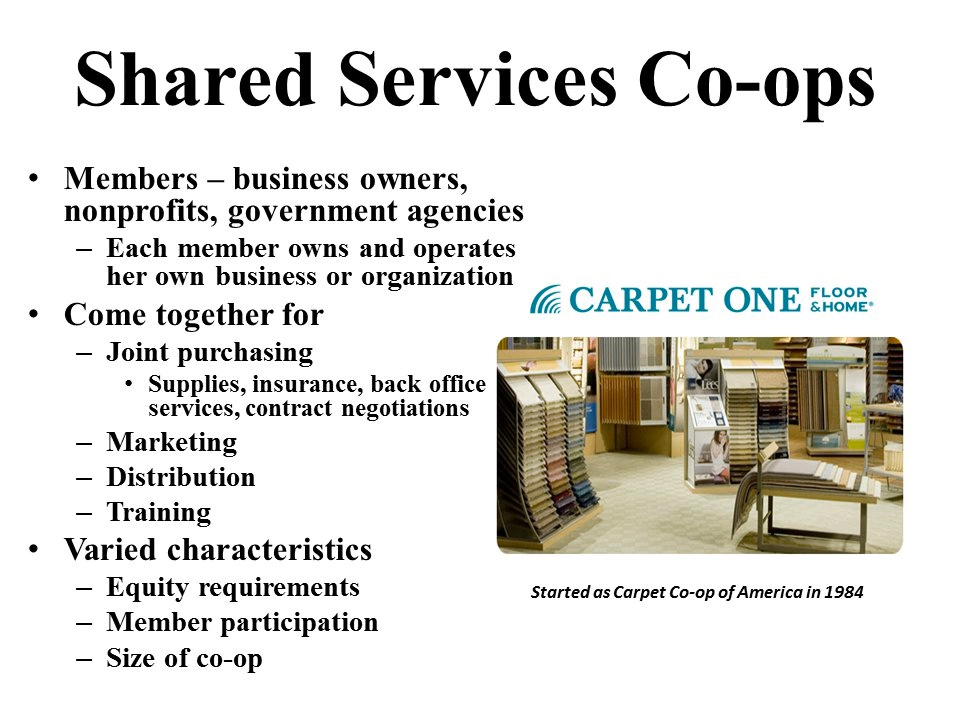 Shared Services Co-ops
• Members – business owners,
nonprofits, government agencies
– Each member owns and operates
her own business or organization
• Come together for
– Joint purchasing
• Supplies, insurance, back office
services, contract negotiations
– Marketing
– Distribution
– Training
• Varied characteristics
– Equity requirements
– Member participation
– Size of co-op
CARPET ONE FLOOR
&HOME®
Started as Carpet Co-op of America in 1984